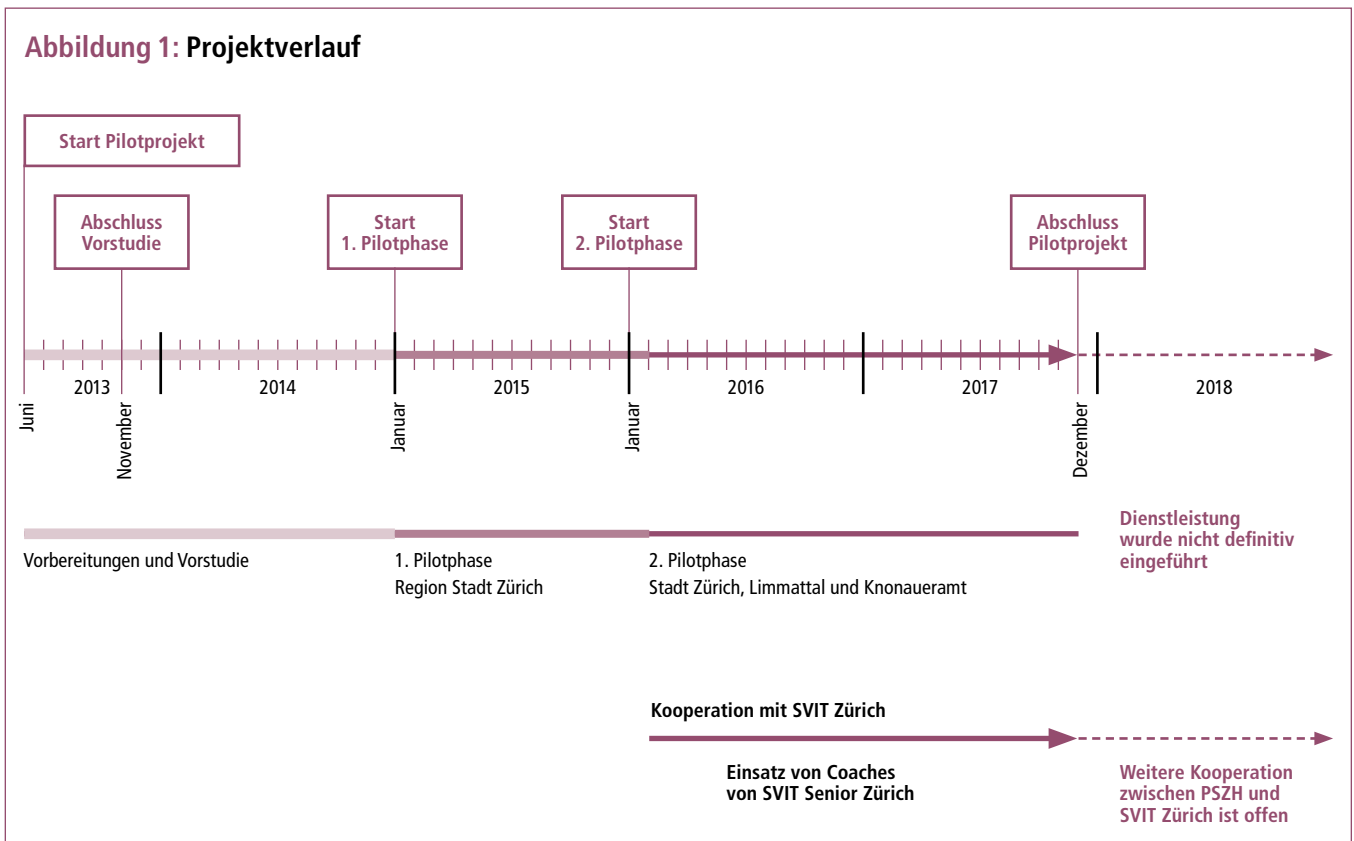 Abbildung 1: Projektverlauf
Start Pilotprojekt
Abschluss
Vorstudie
Start
1. Pilotphase
Start
2. Pilotphase
Abschluss
Pilotprojekt
2013
2014
2015
2016
2017
2018
Juni
November
Januar
Januar
Dezember
Vorbereitungen und Vorstudie
1. Pilotphase
Region Stadt Zürich
2. Pilotphase
Stadt Zürich, Limmattal und Knonaueramt
Dienstleistung
wurde nicht definitiv
eingeführt
Kooperation mit SVIT Zürich
Einsatz von Coaches
von SVIT Senior Zürich
Weitere Kooperation
zwischen PSZH und
SVIT Zürich ist offen